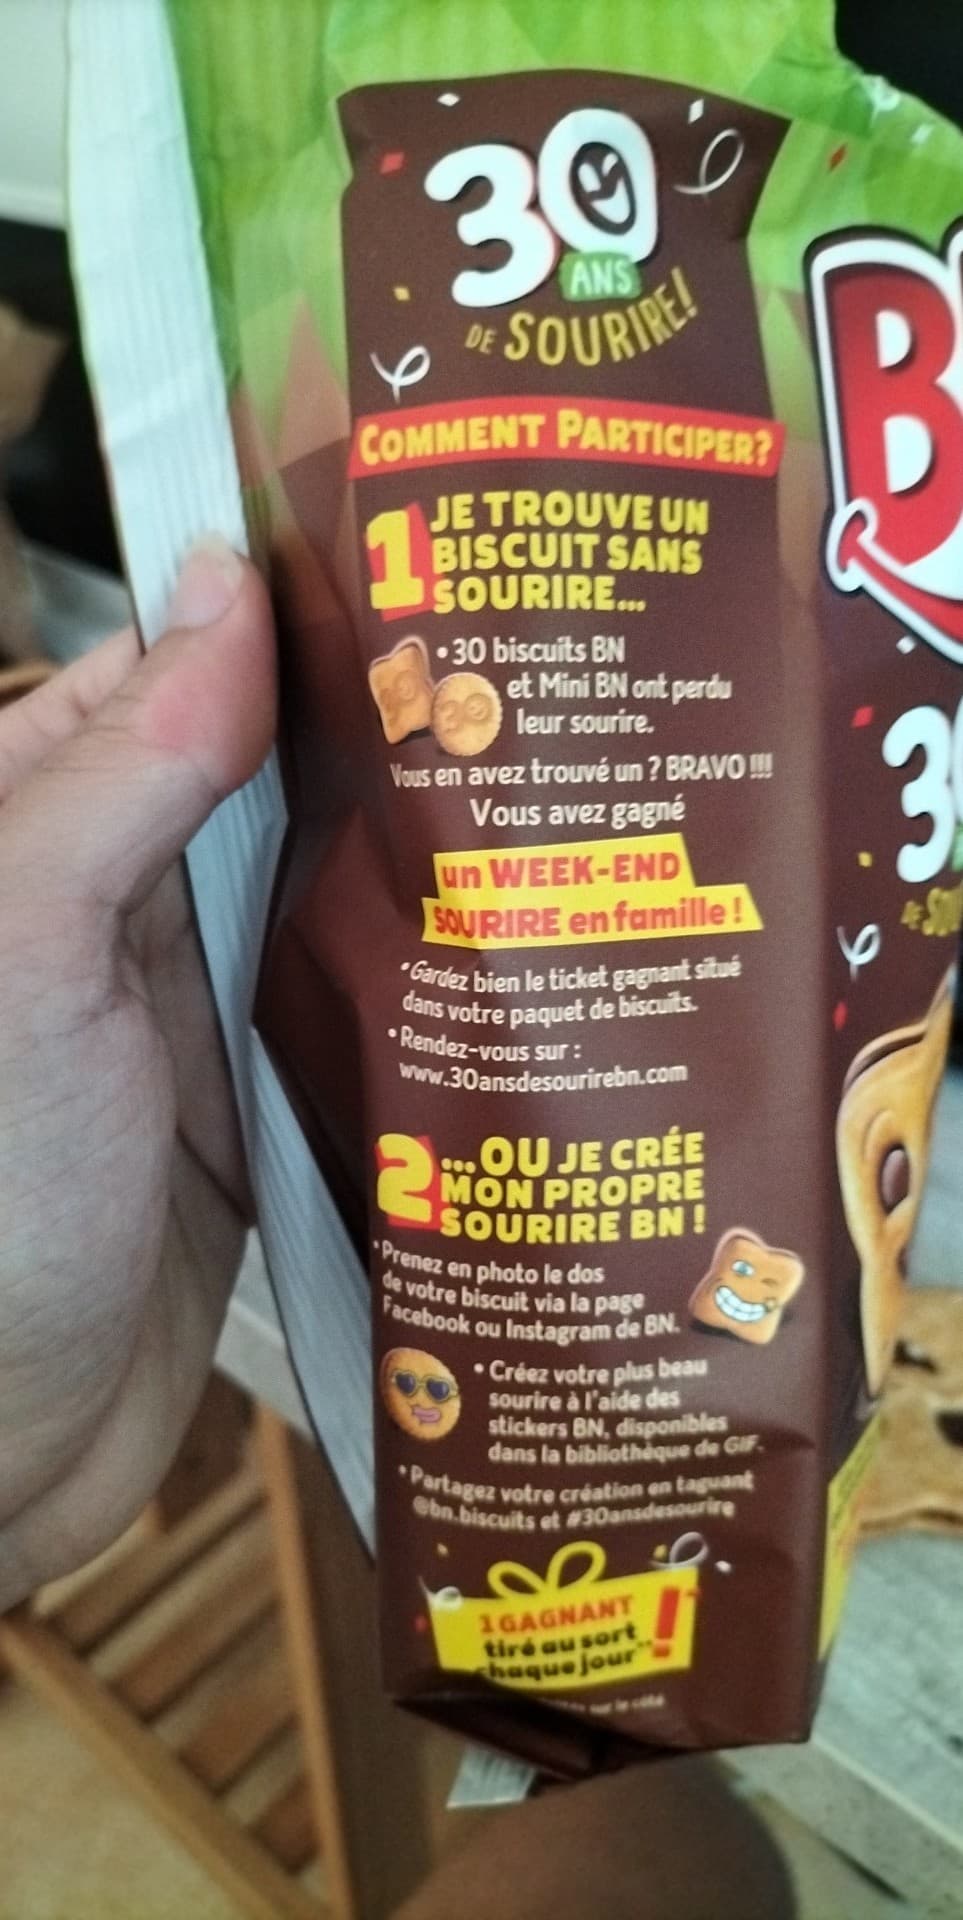 30
ANS
DE SOURIRE!
COMMENT PARTICIPER?
1 JE TROUVE UN
BISCUIT SANS
SOURIRE...
• 30 biscuits BN
et Mini BN ont perdu
leur sourire.
Vous en avez trouvé un ? BRAVO !!!
Vous avez gagné
un WEEK-END
SOURIRE en famille !
• Gardez bien le ticket gagnant situé
dans votre paquet de biscuits.
• Rendez-vous sur :
www.30ansdesourirebn.com
2 ...OU JE CRÉE
MON PROPRE
SOURIRE BN !
• Prenez en photo le dos
de votre biscuit via la page
Facebook ou Instagram de BN.
• Créez votre plus beau
sourire à l'aide des
stickers BN, disponibles
dans la bibliothèque de GIF.
• Partagez votre création en taguant
@bn.biscuits et #30ansdesourire
1 GAGNANT
tiré au sort
chaque jour !
sur le côté
B
3
DE SOU